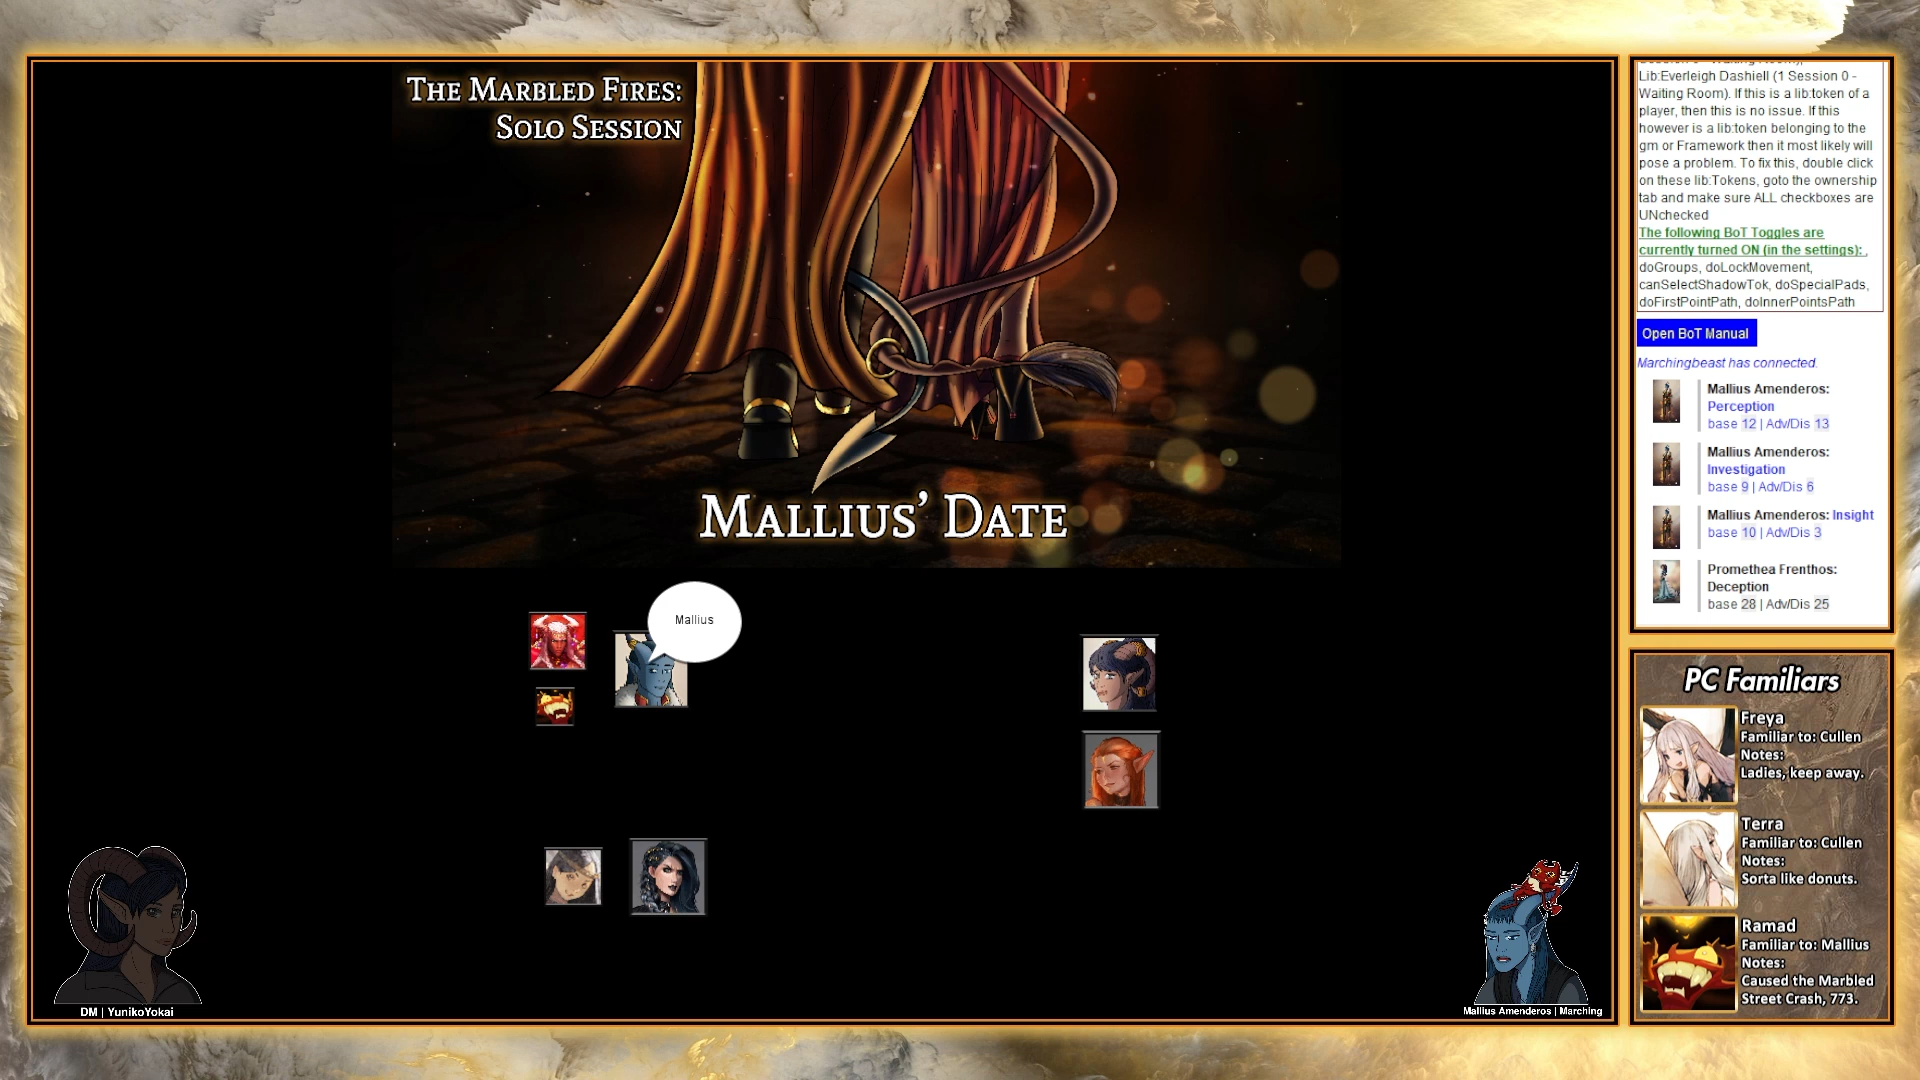 The Marbled Fires:
Solo Session
Mallius' Date
Mallius
DM | YunikoYokai
Mallius Amenderos | Marching
Lib:Everleigh Dashiell (1 Session 0 -
Waiting Room). If this is a lib:token of a
player, then this is no issue. If this
however is a lib:token belonging to the
gm or Framework then it most likely will
pose a problem. To fix this, double click
on these lib:Tokens, goto the ownership
tab and make sure ALL checkboxes are
UNchecked
The following BoT Toggles are
currently turned ON (in the settings): ,
doGroups, doLockMovement,
canSelectShadowTok, doSpecialPads,
doFirstPointPath, doInnerPointsPath
Open BoT Manual
Marchingbeast has connected.
Mallius Amenderos:
Perception
base 12 | Adv/Dis 13
Mallius Amenderos:
Investigation
base 9 | Adv/Dis 6
Mallius Amenderos: Insight
base 10 | Adv/Dis 3
Promethea Frenthos:
Deception
base 28 | Adv/Dis 25
PC Familiars
Freya
Familiar to: Cullen
Notes:
Ladies, keep away.
Terra
Familiar to: Cullen
Notes:
Sorta like donuts.
Ramad
Familiar to: Mallius
Notes:
Caused the Marbled
Street Crash, 773.